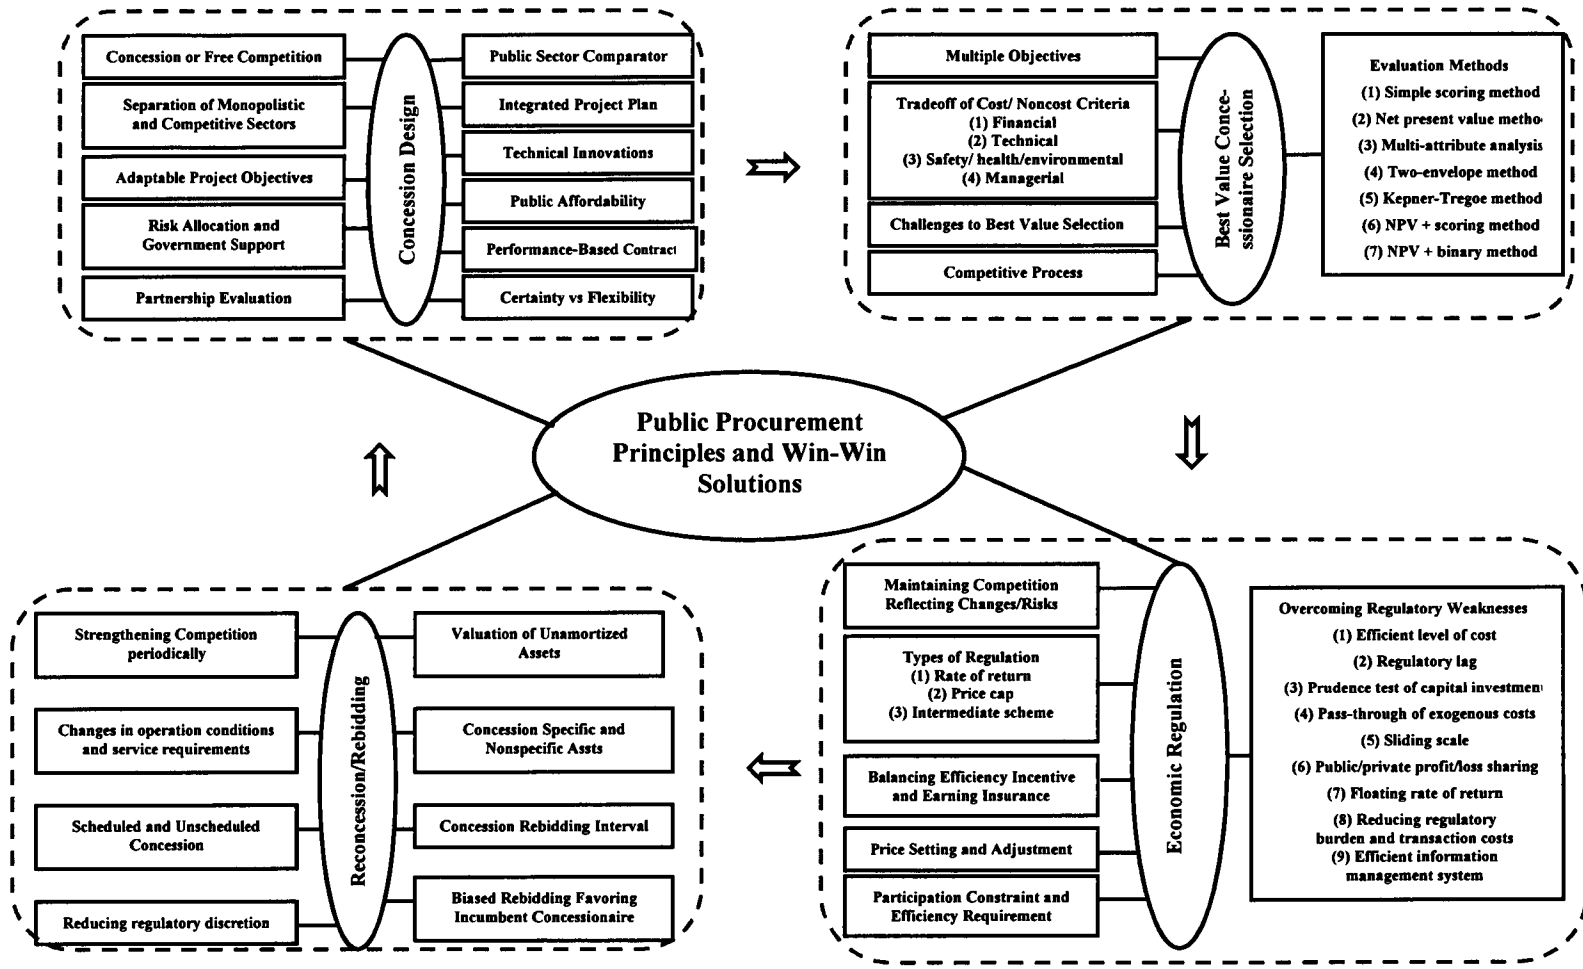 Concession or Free Competition
Separation of Monopolistic
and Competitive Sectors
Adaptable Project Objectives
Risk Allocation and
Government Support
Partnership Evaluation
Concession Design
Public Sector Comparator
Integrated Project Plan
Technical Innovations
Public Affordability
Performance-Based Contract
Certainty vs Flexibility
Multiple Objectives
Tradeoff of Cost/ Noncost Criteria
(1) Financial
(2) Technical
(3) Safety/ health/environmental
(4) Managerial
Challenges to Best Value Selection
Competitive Process
Best Value Conce-
ssionaire Selection
Evaluation Methods
(1) Simple scoring method
(2) Net present value metho
(3) Multi-attribute analysis
(4) Two-envelope method
(5) Kepner-Tregoe method
(6) NPV + scoring method
(7) NPV + binary method
Public Procurement
Principles and Win-Win
Solutions
Strengthening Competition
periodically
Changes in operation conditions
and service requirements
Scheduled and Unscheduled
Concession
Reducing regulatory discretion
Reconcession/Rebidding
Valuation of Unamortized
Assets
Concession Specific and
Nonspecific Assts
Concession Rebidding Interval
Biased Rebidding Favoring
Incumbent Concessionaire
Maintaining Competition
Reflecting Changes/Risks
Types of Regulation
(1) Rate of return
(2) Price cap
(3) Intermediate scheme
Balancing Efficiency Incentive
and Earning Insurance
Price Setting and Adjustment
Participation Constraint and
Efficiency Requirement
Economic Regulation
Overcoming Regulatory Weaknesses
(1) Efficient level of cost
(2) Regulatory lag
(3) Prudence test of capital investmen
(4) Pass-through of exogenous costs
(5) Sliding scale
(6) Public/private profit/loss sharing
(7) Floating rate of return
(8) Reducing regulatory
burden and transaction costs
(9) Efficient information
management system